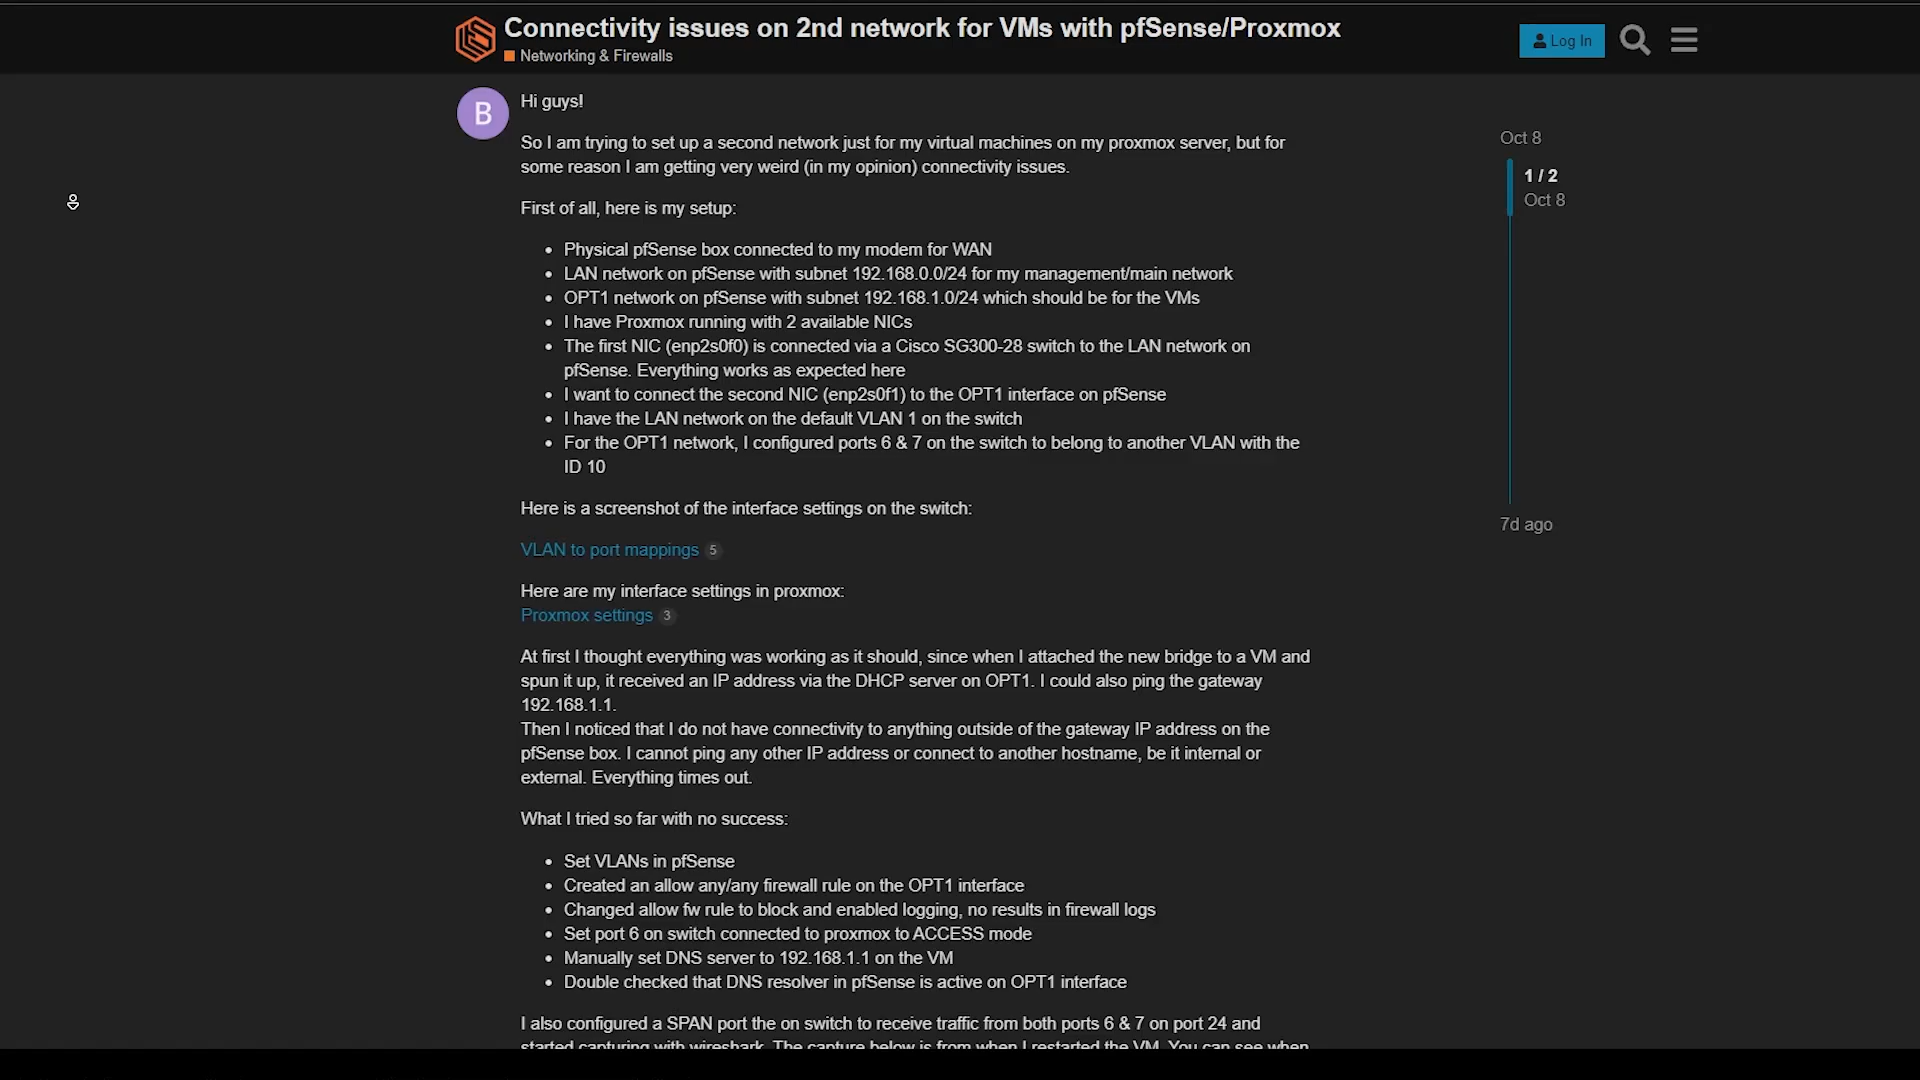 Connectivity issues on 2nd network for VMs with pfSense/Proxmox
Networking & Firewalls
Log In
B
Hi guys!
So I am trying to set up a second network just for my virtual machines on my proxmox server, but for
some reason I am getting very weird (in my opinion) connectivity issues.
First of all, here is my setup:
• Physical pfSense box connected to my modem for WAN
• LAN network on pfSense with subnet 192.168.0.0/24 for my management/main network
• OPT1 network on pfSense with subnet 192.168.1.0/24 which should be for the VMs
• I have Proxmox running with 2 available NICs
• The first NIC (enp2s0f0) is connected via a Cisco SG300-28 switch to the LAN network on
pfSense. Everything works as expected here
• I want to connect the second NIC (enp2s0f1) to the OPT1 interface on pfSense
• I have the LAN network on the default VLAN 1 on the switch
• For the OPT1 network, I configured ports 6 & 7 on the switch to belong to another VLAN with the
ID 10
Here is a screenshot of the interface settings on the switch:
VLAN to port mappings 5
Here are my interface settings in proxmox:
Proxmox settings 3
At first I thought everything was working as it should, since when I attached the new bridge to a VM and
spun it up, it received an IP address via the DHCP server on OPT1. I could also ping the gateway
192.168.1.1.
Then I noticed that I do not have connectivity to anything outside of the gateway IP address on the
pfSense box. I cannot ping any other IP address or connect to another hostname, be it internal or
external. Everything times out.
What I tried so far with no success:
• Set VLANs in pfSense
• Created an allow any/any firewall rule on the OPT1 interface
• Changed allow fw rule to block and enabled logging, no results in firewall logs
• Set port 6 on switch connected to proxmox to ACCESS mode
• Manually set DNS server to 192.168.1.1 on the VM
• Double checked that DNS resolver in pfSense is active on OPT1 interface
I also configured a SPAN port the on switch to receive traffic from both ports 6 & 7 on port 24 and
started capturing with wireshark. The capture below is from when I restarted the VM. You can see when
Oct 8
1 / 2
Oct 8
7d ago